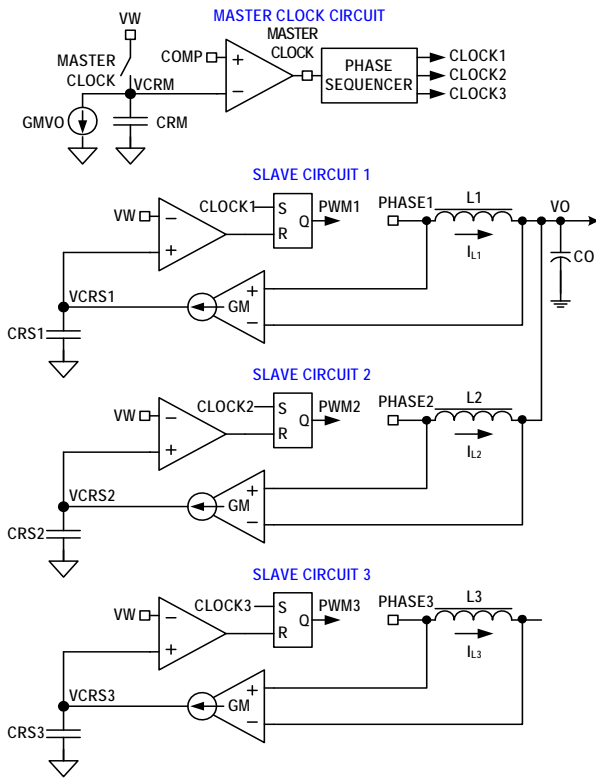 MASTER CLOCK CIRCUIT
VW
MASTER
CLOCK
VCRM
GMVO
CRM
COMP
+
−
MASTER
CLOCK
PHASE
SEQUENCER
CLOCK1
CLOCK2
CLOCK3
SLAVE CIRCUIT 1
VW
−
+
CLOCK1
S
R
Q
PWM1
PHASE1
L1
IL1
VO
CO
VCRS1
CRS1
GM
+
−
SLAVE CIRCUIT 2
VW
−
+
CLOCK2
S
R
Q
PWM2
PHASE2
L2
IL2
VCRS2
CRS2
GM
+
−
SLAVE CIRCUIT 3
VW
−
+
CLOCK3
S
R
Q
PWM3
PHASE3
L3
IL3
VCRS3
CRS3
GM
+
−